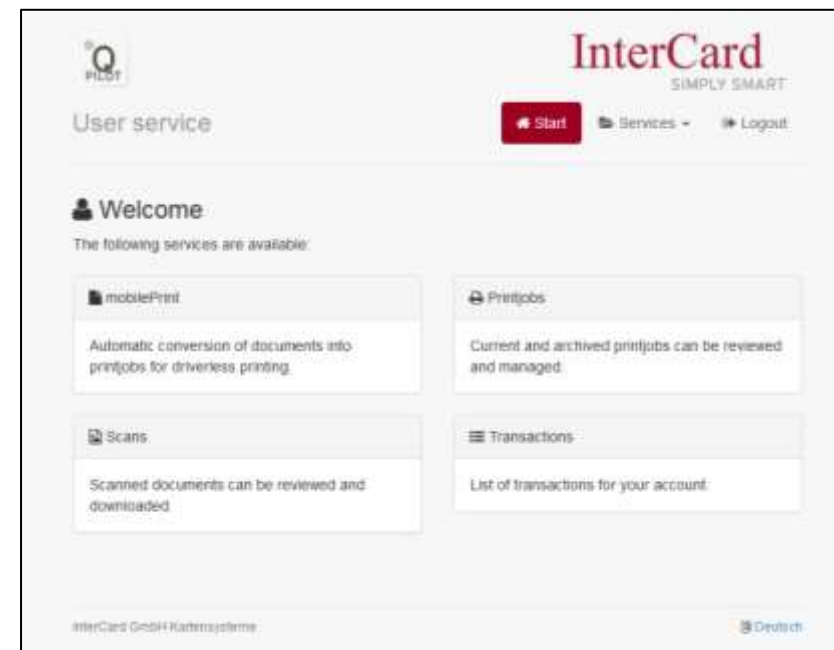 Q
PILOT
InterCard
SIMPLY SMART
User service
Start
Services
Logout
Welcome
The following services are available:
mobilePrint
Automatic conversion of documents into
printjobs for driverless printing.
Printjobs
Current and archived printjobs can be reviewed
and managed.
Scans
Scanned documents can be reviewed and
downloaded.
Transactions
List of transactions for your account.
InterCard GmbH Kartensysteme
Deutsch